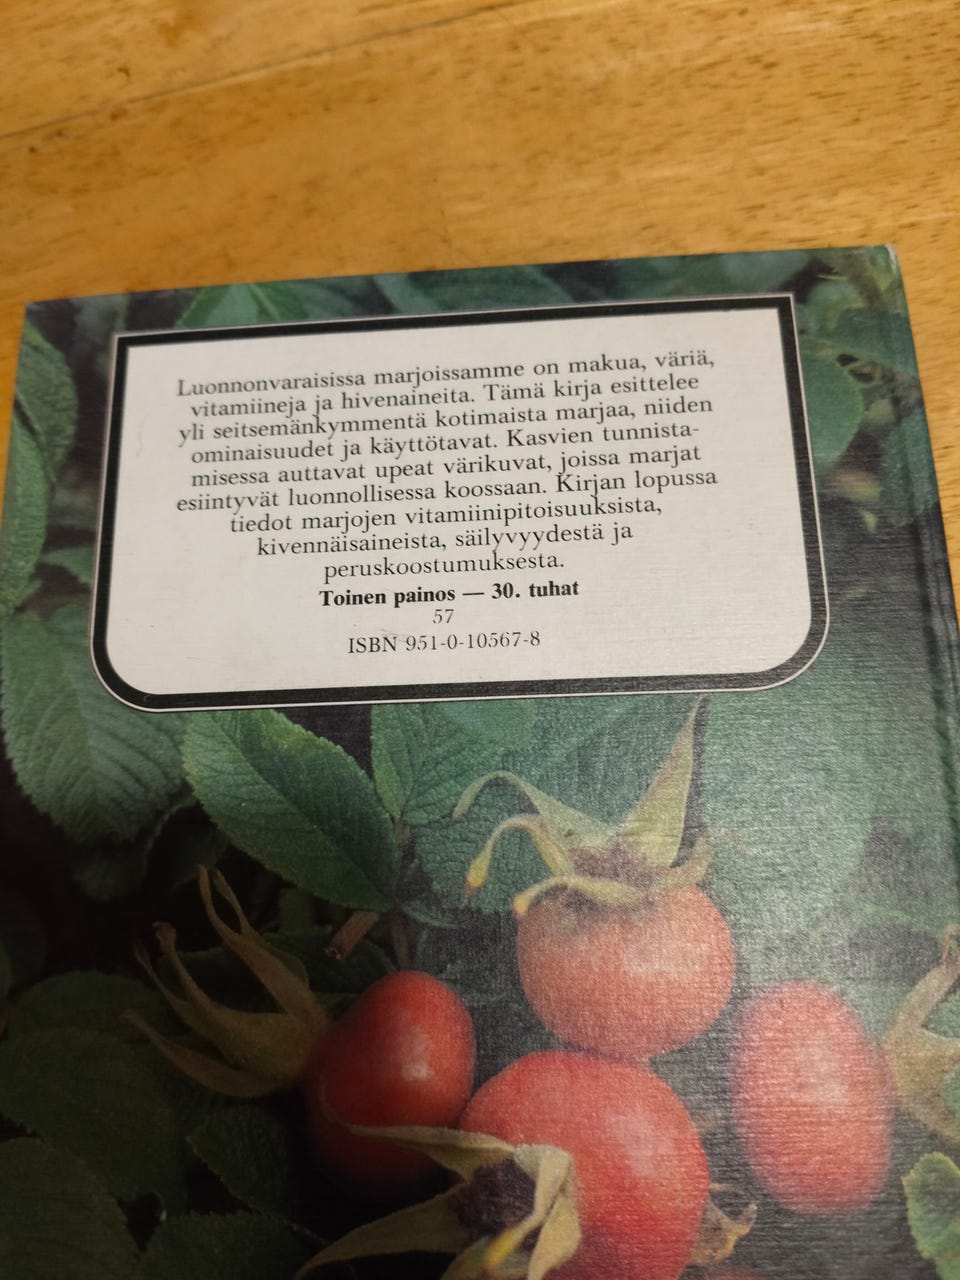 Luonnonvaraisissa marjoissamme on makua, väriä,
vitamiineja ja hivenaineita. Tämä kirja esittelee
yli seitsemänkymmentä kotimaista marjaa, niiden
ominaisuudet ja käyttötavat. Kasvien tunnista-
misessa auttavat upeat värikuvat, joissa marjat
esiintyvät luonnollisessa koossaan. Kirjan lopussa
tiedot marjojen vitamiinipitoisuuksista,
kivennäisaineista, säilyvyydestä ja
peruskoostumuksesta.
Toinen painos — 30. tuhat
57
ISBN 951-0-10567-8